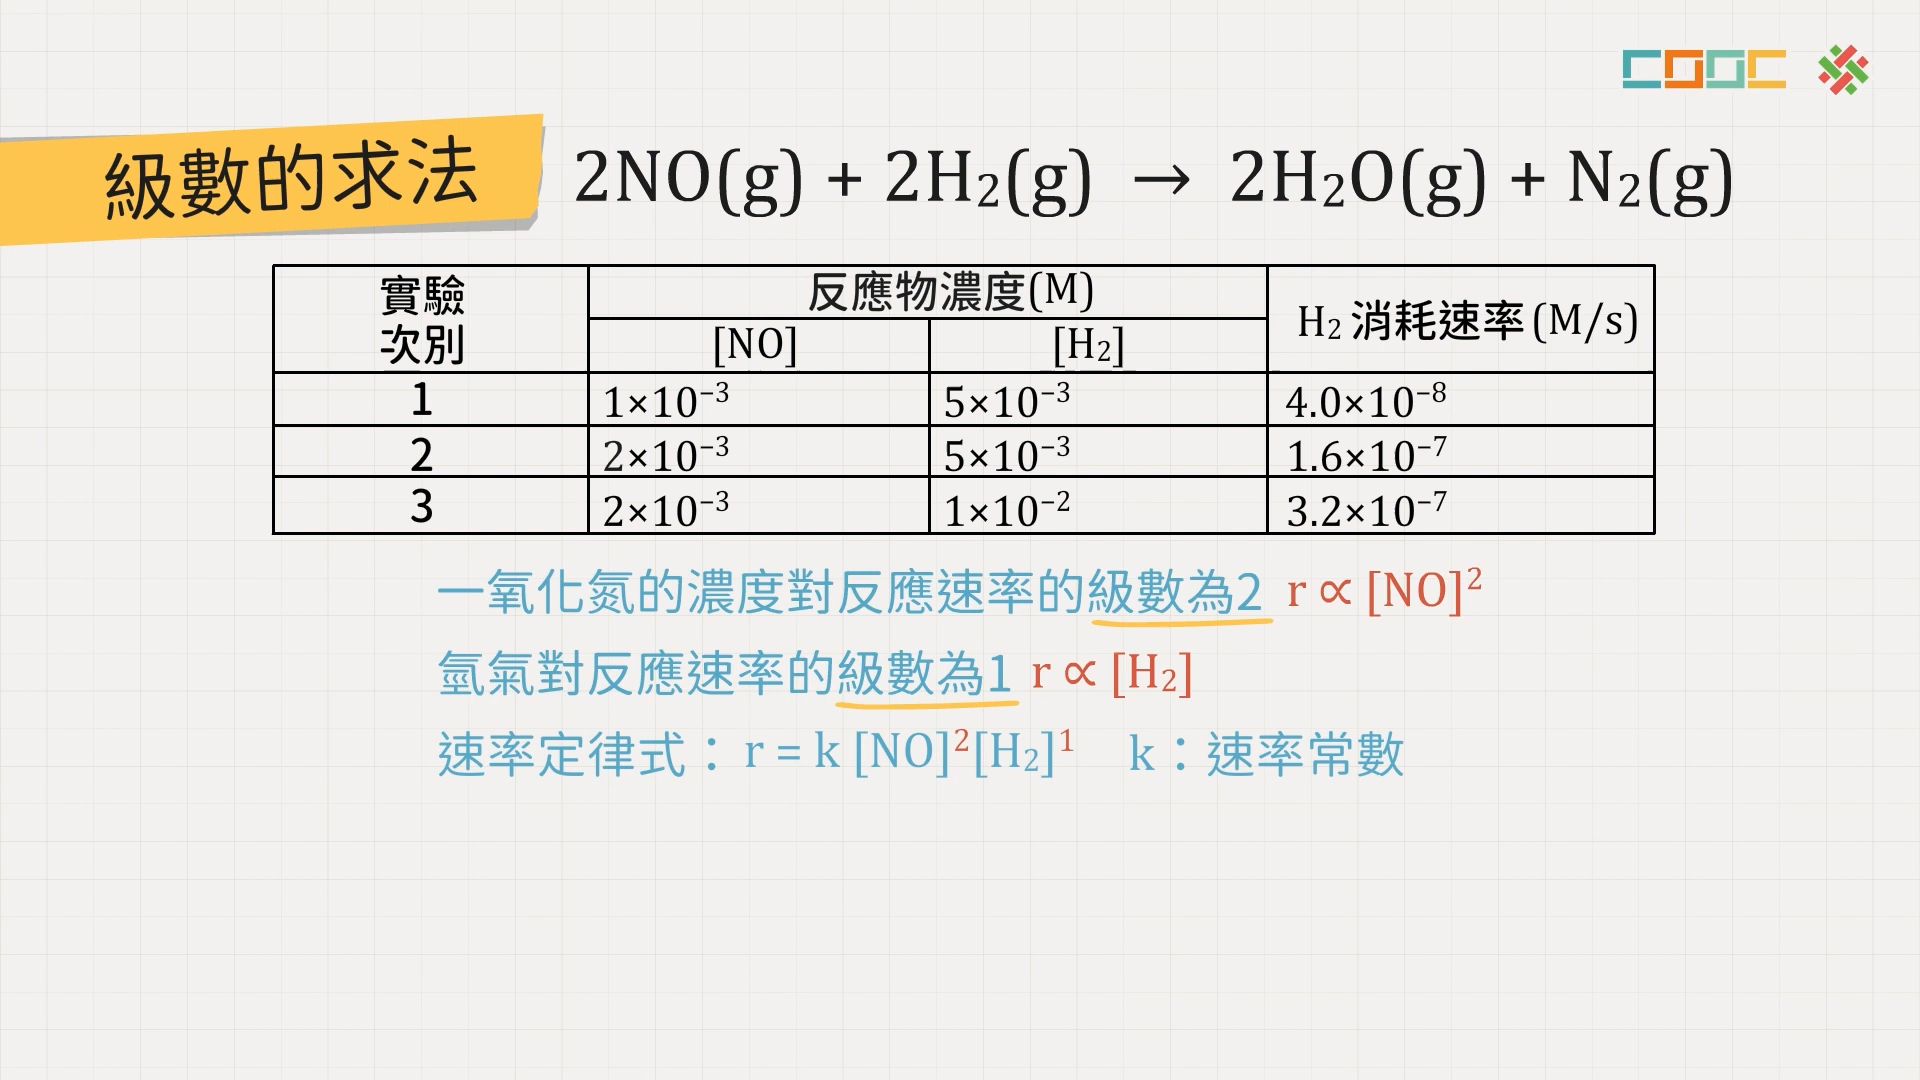 COOC
級數的求法
2NO(g) + 2H₂(g) → 2H₂O(g) + N₂(g)
實驗次別 反應物濃度(M) H₂ 消耗速率 (M/s)
[NO] [H₂]
1 1×10⁻³ 5×10⁻³ 4.0×10⁻⁸
2 2×10⁻³ 5×10⁻³ 1.6×10⁻⁷
3 2×10⁻³ 1×10⁻² 3.2×10⁻⁷
一氧化氮的濃度對反應速率的級數為2 r ∝ [NO]²
氫氣對反應速率的級數為1 r ∝ [H₂]
速率定律式： r = k [NO]²[H₂]¹ k：速率常數